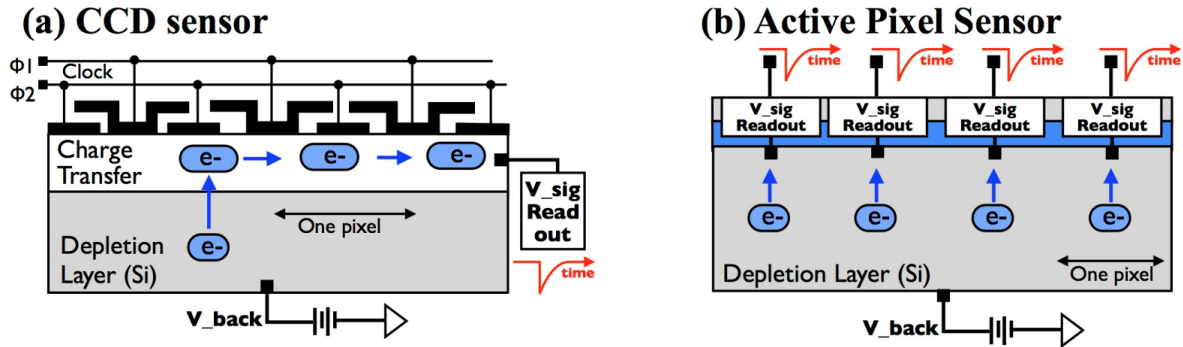 (a) CCD sensor
Φ1
Clock
Φ2
Charge
Transfer
e-
e-
e-
V_sig
Read
out
One pixel
e-
Depletion
Layer (Si)
time
V_back
(b) Active Pixel Sensor
time
time
time
time
V_sig
Readout
V_sig
Readout
V_sig
Readout
V_sig
Readout
e-
e-
e-
e-
Depletion Layer (Si)
One pixel
V_back